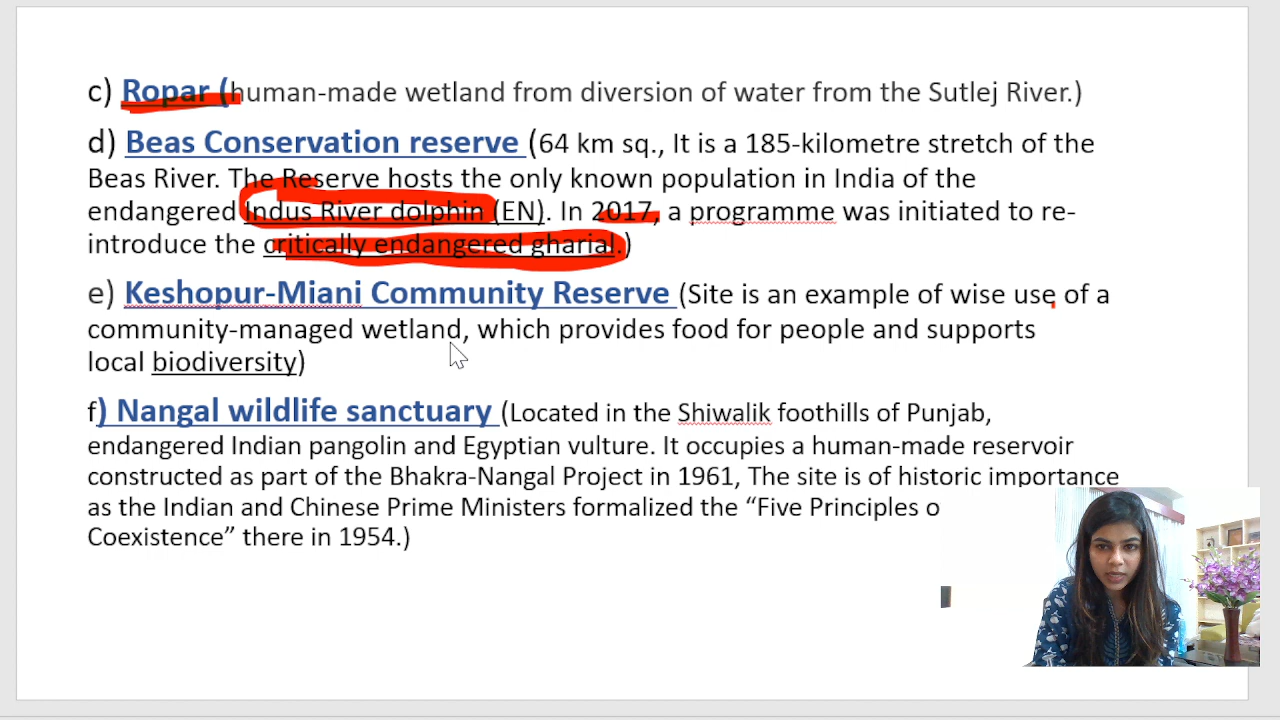 c) Ropar (human-made wetland from diversion of water from the Sutlej River.)
d) Beas Conservation reserve (64 km sq., It is a 185-kilometre stretch of the
Beas River. The Reserve hosts the only known population in India of the
endangered Indus River dolphin (EN). In 2017, a programme was initiated to re-
introduce the critically endangered gharial.)
e) Keshopur-Miani Community Reserve (Site is an example of wise use of a
community-managed wetland, which provides food for people and supports
local biodiversity)
f) Nangal wildlife sanctuary (Located in the Shiwalik foothills of Punjab,
endangered Indian pangolin and Egyptian vulture. It occupies a human-made reservoir
constructed as part of the Bhakra-Nangal Project in 1961, The site is of historic importance
as the Indian and Chinese Prime Ministers formalized the “Five Principles
Coexistence” there in 1954.)